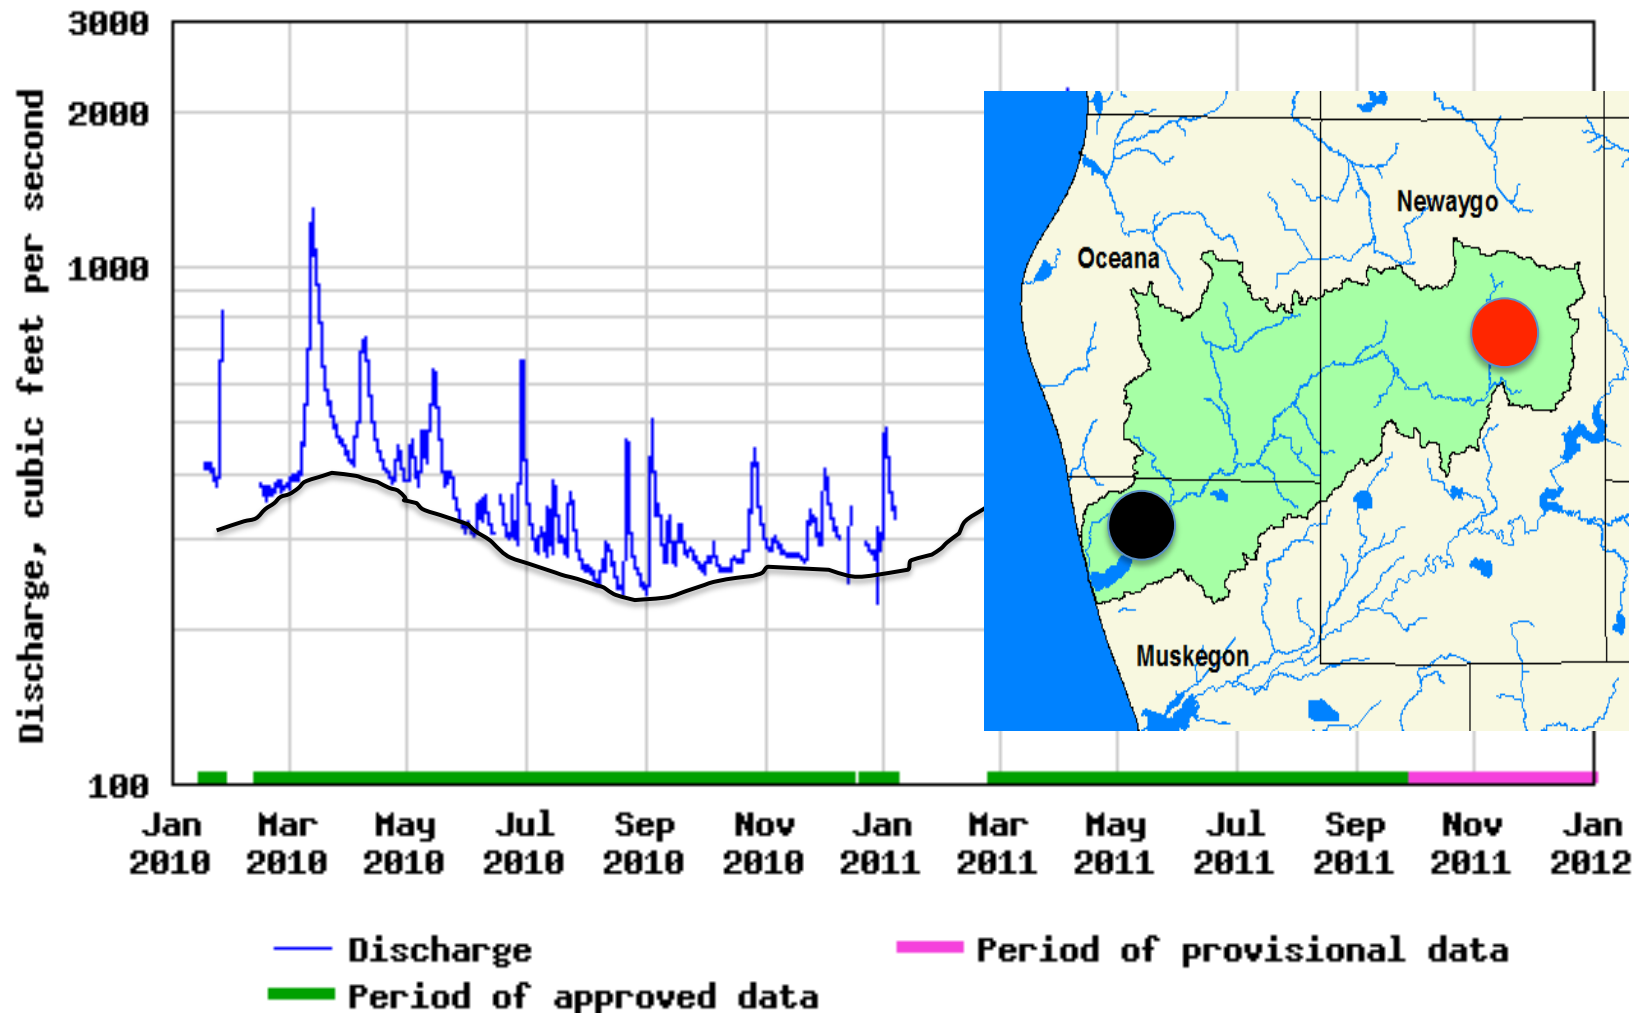 3000
2000
1000
100
Discharge, cubic feet per second
Newaygo
Oceana
Muskegon
Jan Mar May Jul Sep Nov Jan Mar May Jul Sep Nov Jan
2010 2010 2010 2010 2010 2010 2011 2011 2011 2011 2011 2011 2012
Discharge
Period of provisional data
Period of approved data